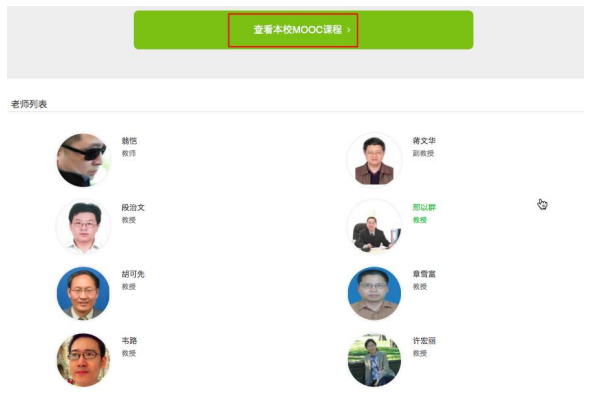 查看本校MOOC课程 >
老师列表
翁恺
教师
蒋文华
副教授
段治文
教授
邢以群
教授
胡可先
教授
章雪富
教授
韦路
教授
许宏丽
教授